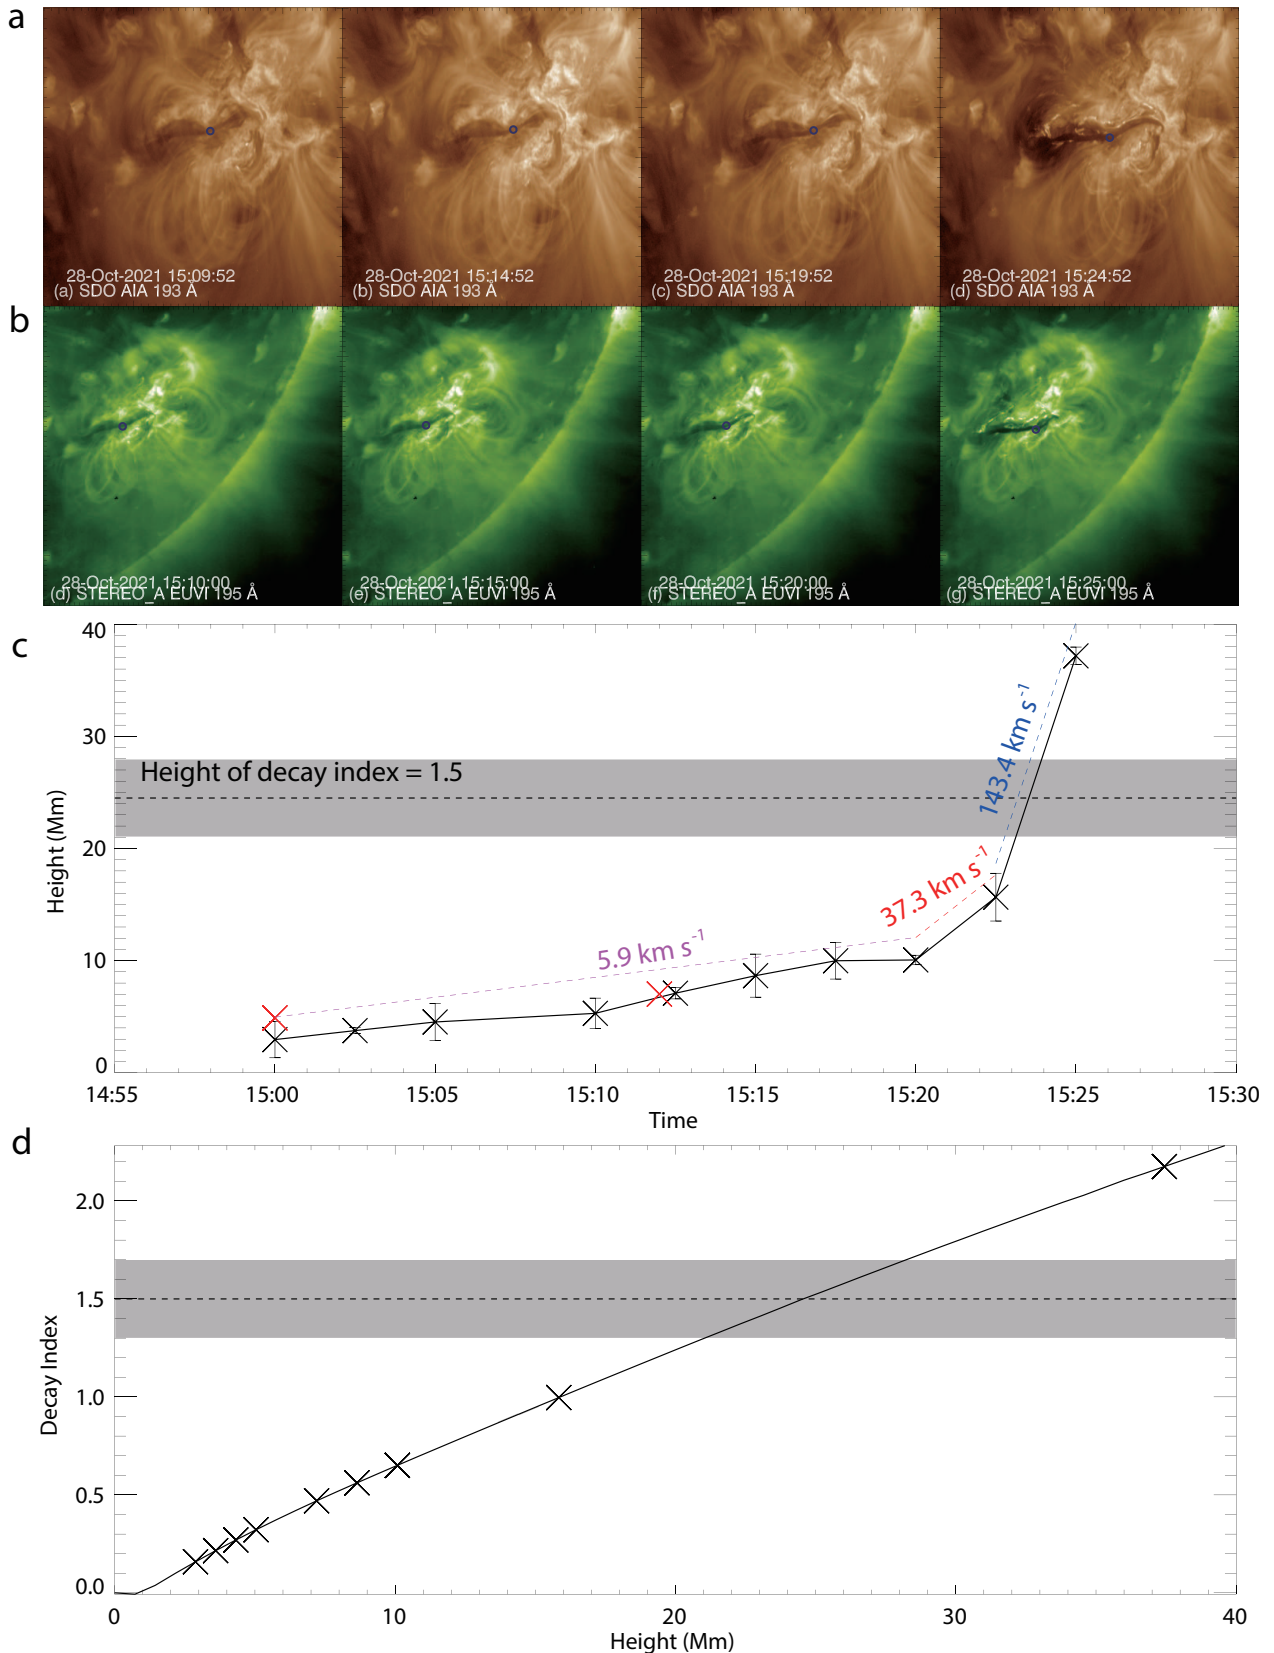 a
28-Oct-2021 15:09:52
(a) SDO AIA 193 Å
28-Oct-2021 15:14:52
(b) SDO AIA 193 Å
28-Oct-2021 15:19:52
(c) SDO AIA 193 Å
28-Oct-2021 15:24:52
(d) SDO AIA 193 Å
b
28-Oct-2021 15:10:00
(d) STEREO_A EUVI 195 Å
28-Oct-2021 15:15:00
(e) STEREO_A EUVI 195 Å
28-Oct-2021 15:20:00
(f) STEREO_A EUVI 195 Å
28-Oct-2021 15:25:00
(g) STEREO_A EUVI 195 Å
c
40
30
20
10
0
Height (Mm)
Height of decay index = 1.5
5.9 km s⁻¹
37.3 km s⁻¹
143.4 km s⁻¹
14:55 15:00 15:05 15:10 15:15 15:20 15:25 15:30
Time
d
2.0
1.5
1.0
0.5
0.0
Decay Index
0 10 20 30 40
Height (Mm)